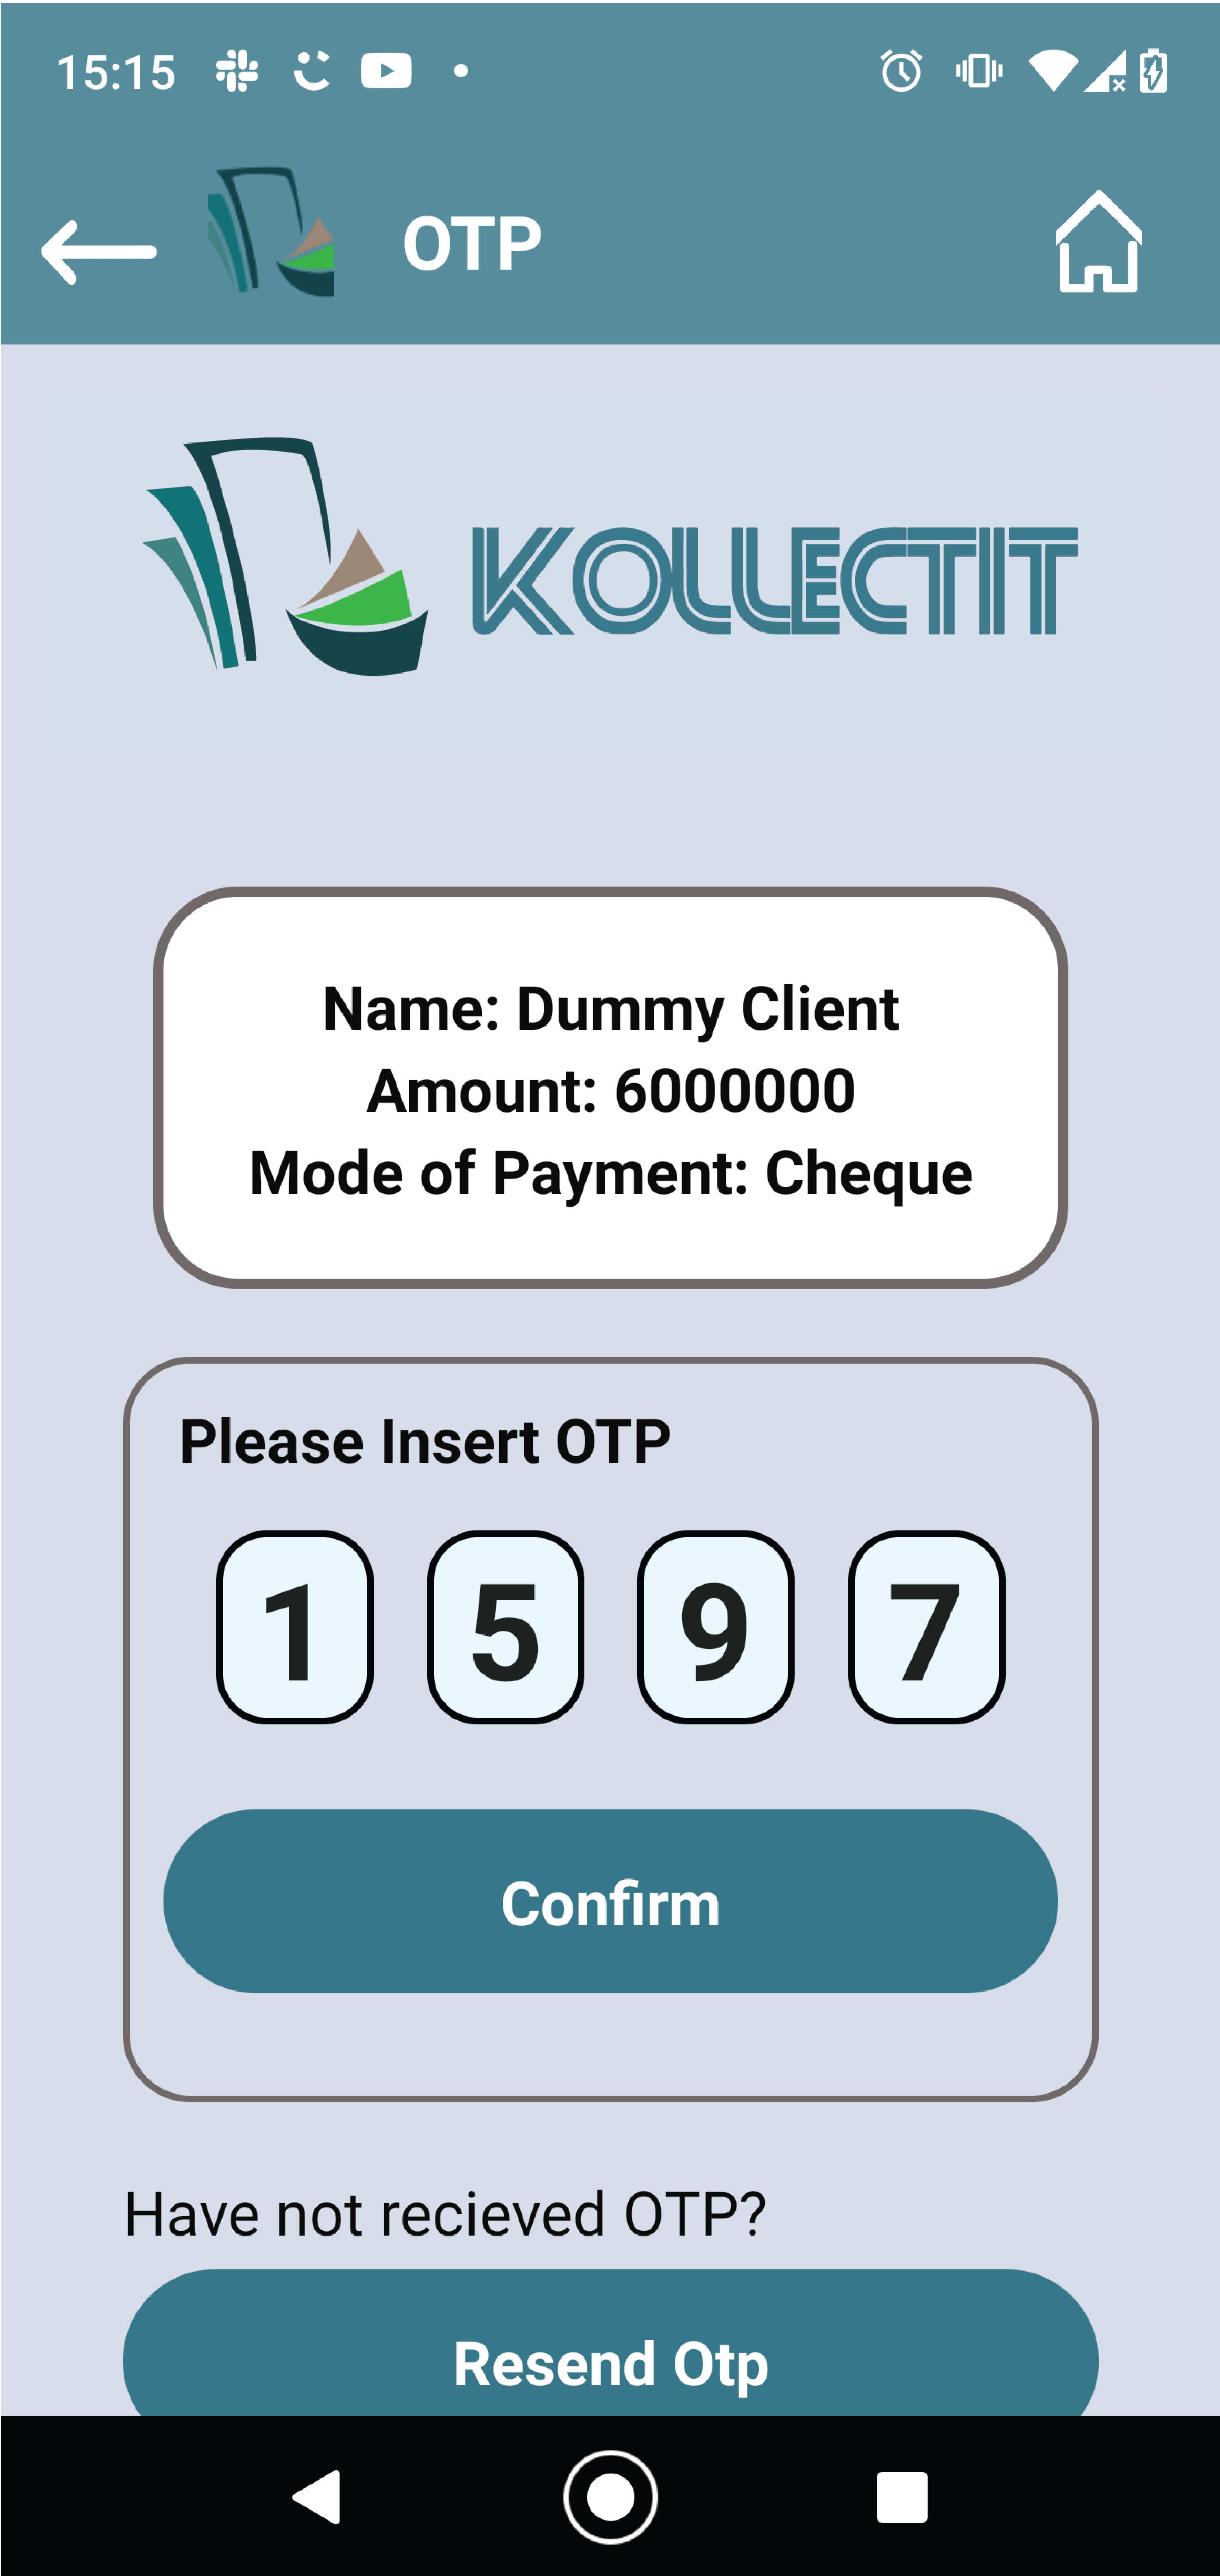 15:15
OTP
KOLLECTIT
Name: Dummy Client
Amount: 6000000
Mode of Payment: Cheque
Please Insert OTP
1 5 9 7
Confirm
Have not recieved OTP?
Resend Otp